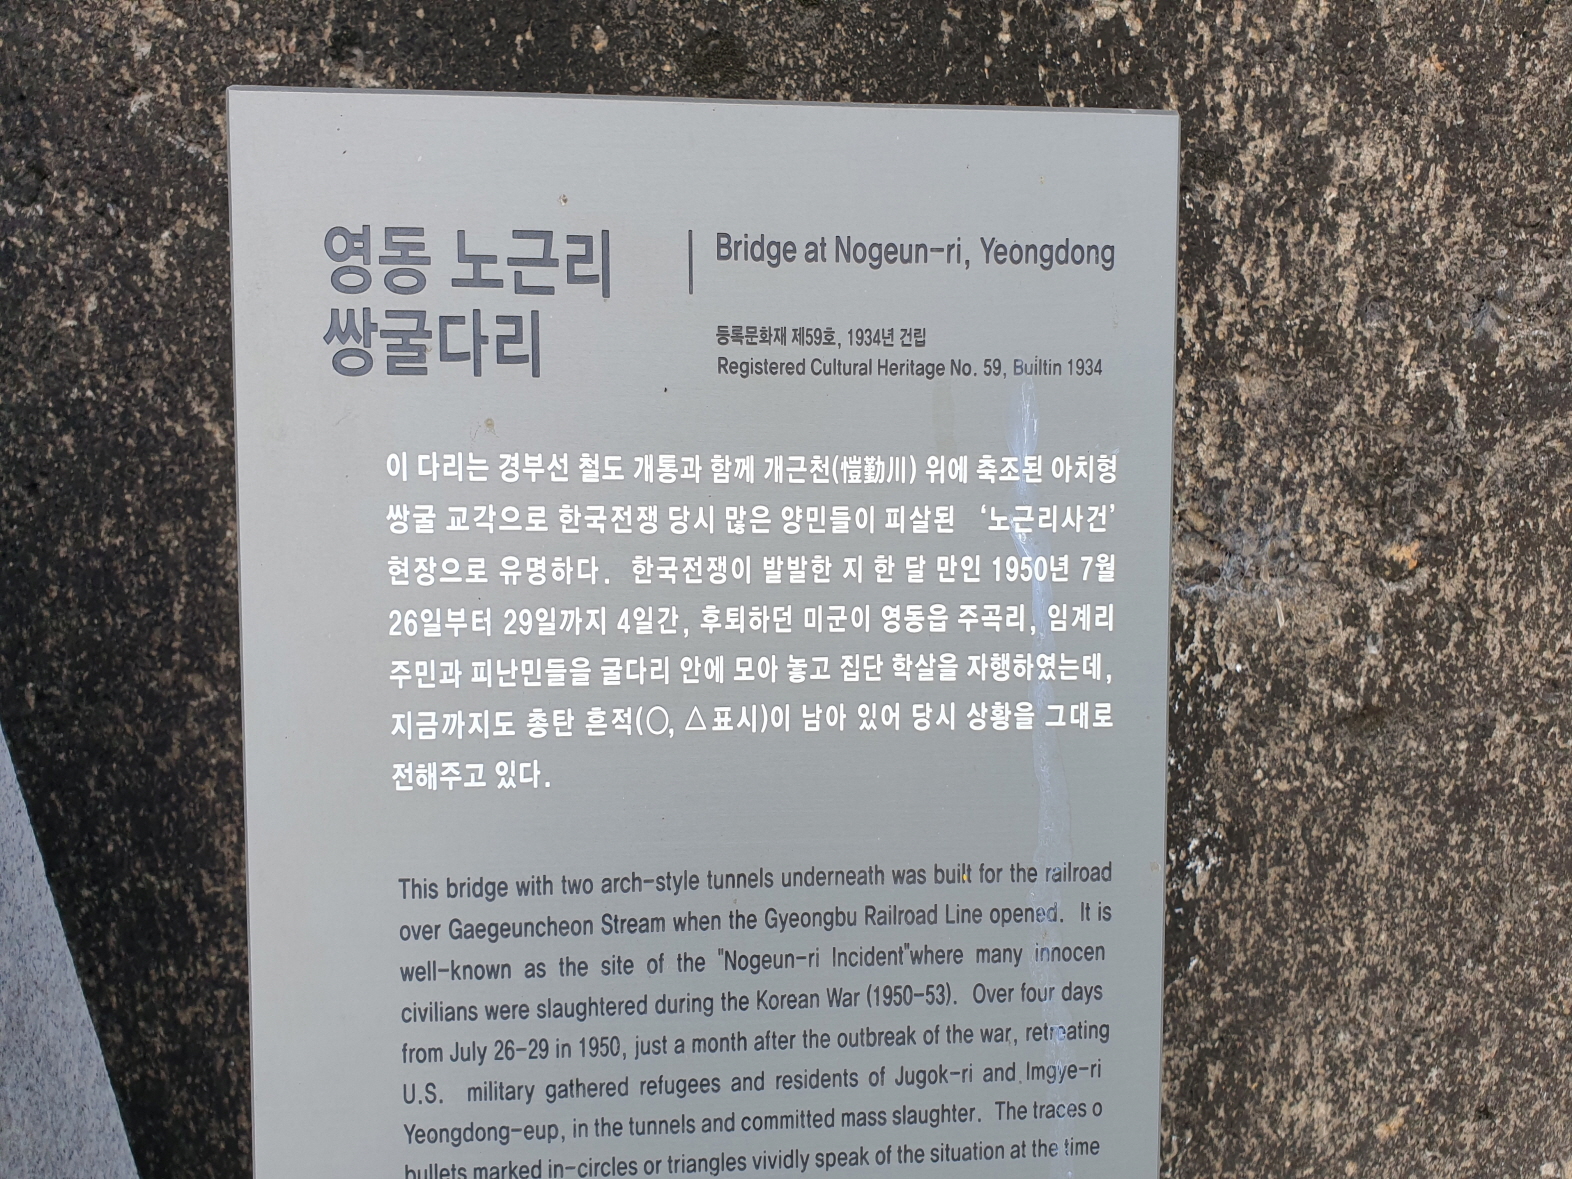 영동 노근리
쌍굴다리
Bridge at Nogeun-ri, Yeongdong
등록문화재 제59호, 1934년 건립
Registered Cultural Heritage No. 59, Builtin 1934
이 다리는 경부선 철도 개통과 함께 개근천(愷勤川) 위에 축조된 아치형
쌍굴 교각으로 한국전쟁 당시 많은 양민들이 피살된 ‘노근리사건’
현장으로 유명하다. 한국전쟁이 발발한 지 한 달 만인 1950년 7월
26일부터 29일까지 4일간, 후퇴하던 미군이 영동읍 주곡리, 임계리
주민과 피난민들을 굴다리 안에 모아 놓고 집단 학살을 자행하였는데,
지금까지도 총탄 흔적(○, △표시)이 남아 있어 당시 상황을 그대로
전해주고 있다.
This bridge with two arch-style tunnels underneath was built for the railroad
over Gaegeuncheon Stream when the Gyeongbu Railroad Line opened. It is
well-known as the site of the "Nogeun-ri Incident"where many innocen
civilians were slaughtered during the Korean War (1950-53). Over four days
from July 26-29 in 1950, just a month after the outbreak of the war, retreating
U.S. military gathered refugees and residents of Jugok-ri and Imgye-ri
Yeongdong-eup, in the tunnels and committed mass slaughter. The traces o
bullets marked in-circles or triangles vividly speak of the situation at the time